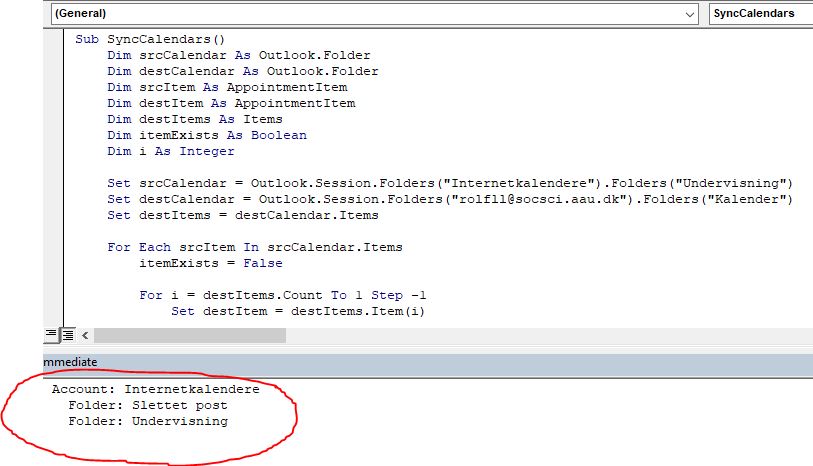 (General)
SyncCalendars
Sub SyncCalendars()
Dim srcCalendar As Outlook.Folder
Dim destCalendar As Outlook.Folder
Dim srcItem As AppointmentItem
Dim destItem As AppointmentItem
Dim destItems As Items
Dim itemExists As Boolean
Dim i As Integer
Set srcCalendar = Outlook.Session.Folders("Internetkalendere").Folders("Undervisning")
Set destCalendar = Outlook.Session.Folders("rolfll@socsci.aau.dk").Folders("Kalender")
Set destItems = destCalendar.Items
For Each srcItem In srcCalendar.Items
itemExists = False
For i = destItems.Count To 1 Step -1
Set destItem = destItems.Item(i)
mmediate
Account: Internetkalendere
Folder: Slettet post
Folder: Undervisning